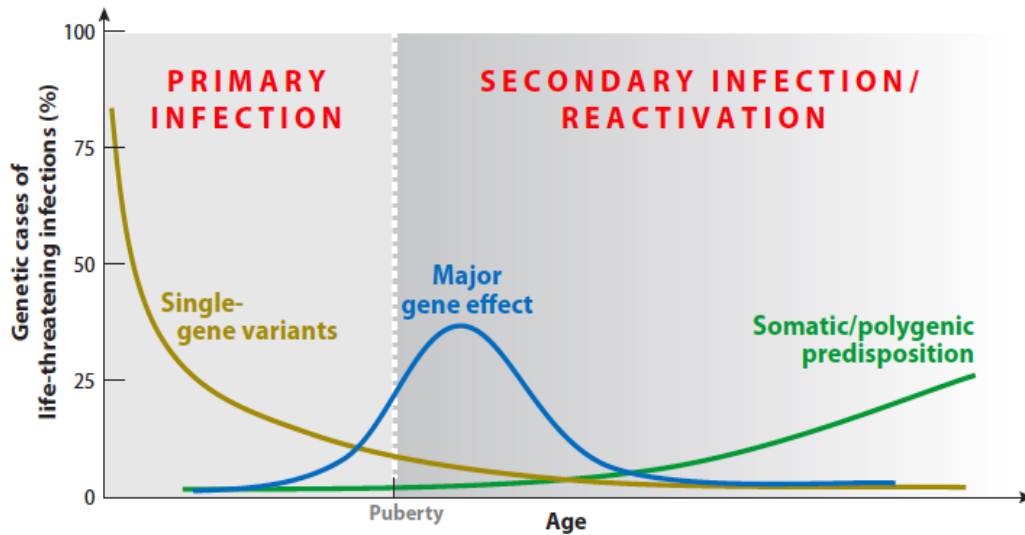 Genetic cases of
life-threatening infections (%)
100
75
50
25
0
PRIMARY
INFECTION
SECONDARY INFECTION/
REACTIVATION
Single-
gene variants
Major
gene effect
Somatic/polygenic
predisposition
Puberty
Age